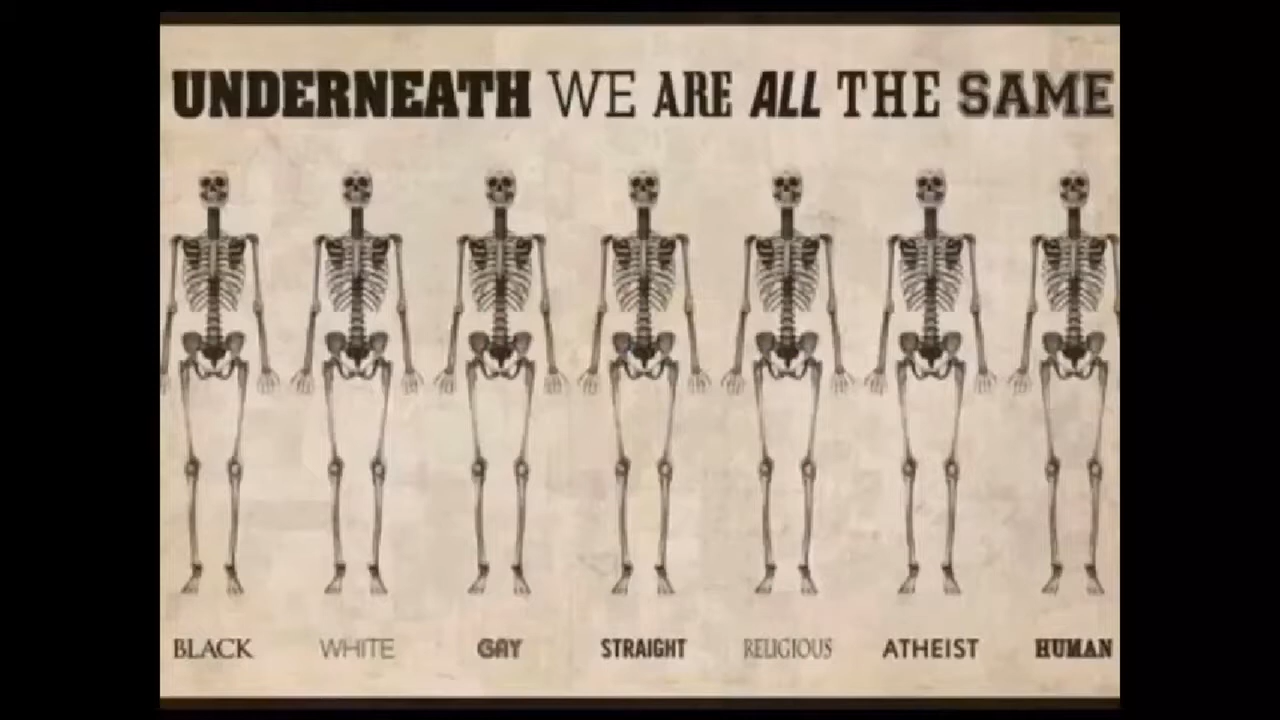 UNDERNEATH WE ARE ALL THE SAME
BLACK WHITE GAY STRAIGHT RELIGIOUS ATHEIST HUMAN